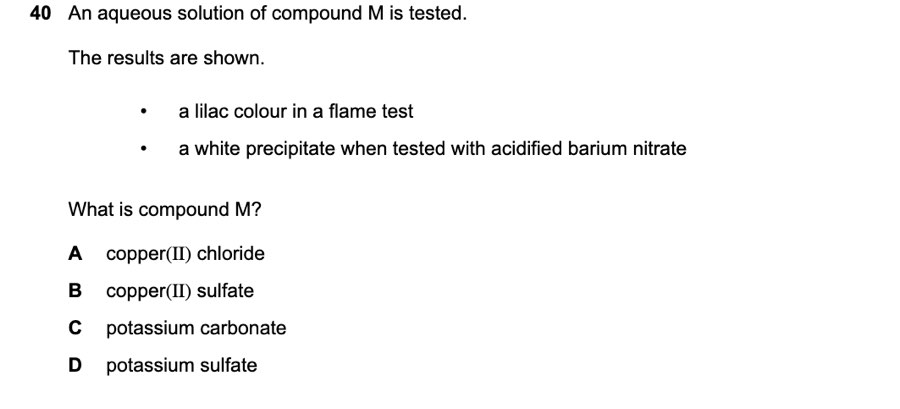 40 An aqueous solution of compound M is tested.
The results are shown.
• a lilac colour in a flame test
• a white precipitate when tested with acidified barium nitrate
What is compound M?
A copper(II) chloride
B copper(II) sulfate
C potassium carbonate
D potassium sulfate